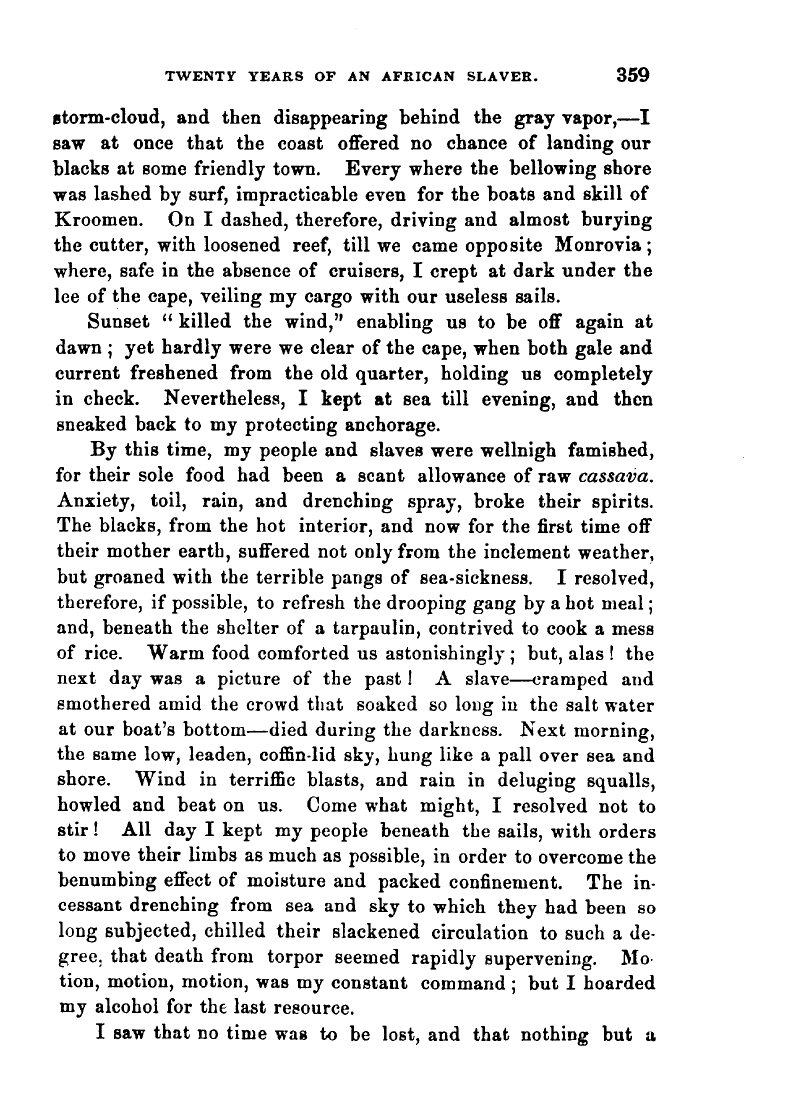 TWENTY YEARS OF AN AFRICAN SLAVER. 359
storm-cloud, and then disappearing behind the gray vapor,—I
saw at once that the coast offered no chance of landing our
blacks at some friendly town. Every where the bellowing shore
was lashed by surf, impracticable even for the boats and skill of
Kroomen. On I dashed, therefore, driving and almost burying
the cutter, with loosened reef, till we came opposite Monrovia;
where, safe in the absence of cruisers, I crept at dark under the
lee of the cape, veiling my cargo with our useless sails.
Sunset “killed the wind,” enabling us to be off again at
dawn; yet hardly were we clear of the cape, when both gale and
current freshened from the old quarter, holding us completely
in check. Nevertheless, I kept at sea till evening, and then
sneaked back to my protecting anchorage.
By this time, my people and slaves were wellnigh famished,
for their sole food had been a scant allowance of raw cassava.
Anxiety, toil, rain, and drenching spray, broke their spirits.
The blacks, from the hot interior, and now for the first time off
their mother earth, suffered not only from the inclement weather,
but groaned with the terrible pangs of sea-sickness. I resolved,
therefore, if possible, to refresh the drooping gang by a hot meal;
and, beneath the shelter of a tarpaulin, contrived to cook a mess
of rice. Warm food comforted us astonishingly; but, alas! the
next day was a picture of the past! A slave—cramped and
smothered amid the crowd that soaked so long in the salt water
at our boat's bottom—died during the darkness. Next morning,
the same low, leaden, coffin-lid sky, hung like a pall over sea and
shore. Wind in terriffic blasts, and rain in deluging squalls,
howled and beat on us. Come what might, I resolved not to
stir! All day I kept my people beneath the sails, with orders
to move their limbs as much as possible, in order to overcome the
benumbing effect of moisture and packed confinement. The in-
cessant drenching from sea and sky to which they had been so
long subjected, chilled their slackened circulation to such a de-
gree, that death from torpor seemed rapidly supervening. Mo-
tion, motion, motion, was my constant command; but I hoarded
my alcohol for the last resource.
I saw that no time was to be lost, and that nothing but a